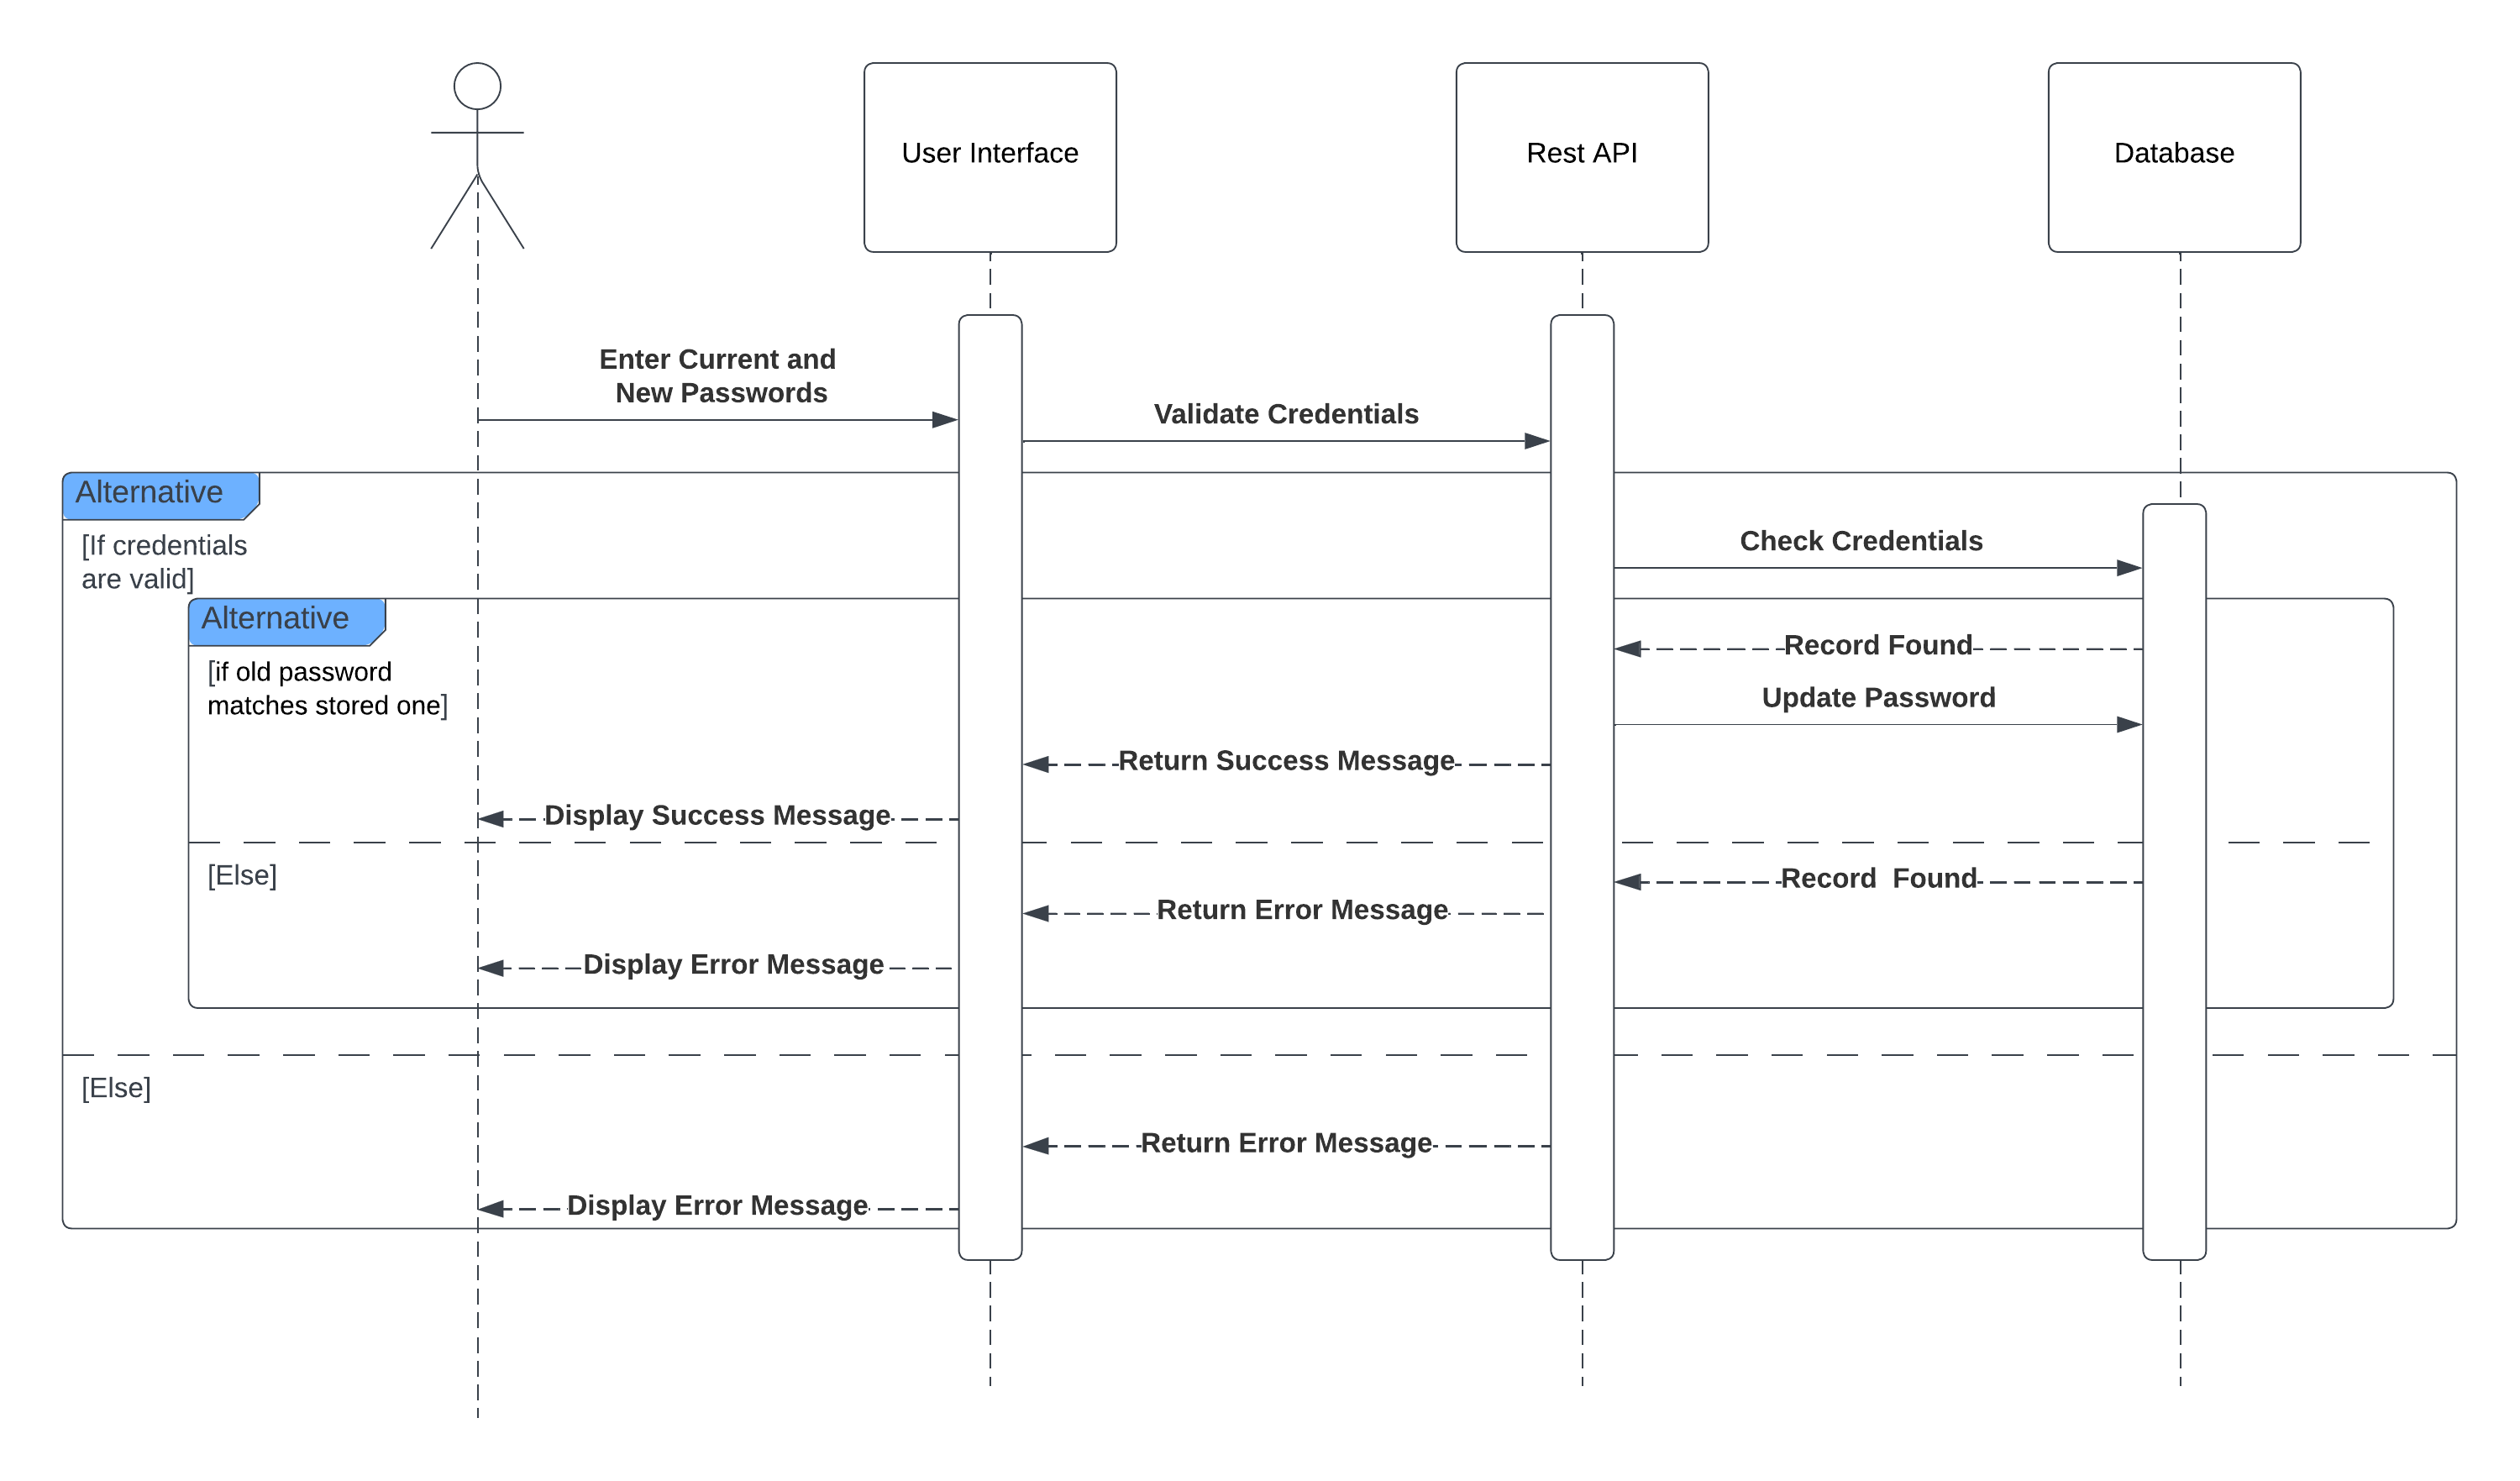 User Interface
Rest API
Database
Enter Current and
New Passwords
Validate Credentials
Alternative
[If credentials
are valid]
Check Credentials
Alternative
[if old password
matches stored one]
Record Found
Update Password
Return Success Message
Display Success Message
[Else]
Record  Found
Return Error Message
Display Error Message
[Else]
Return Error Message
Display Error Message